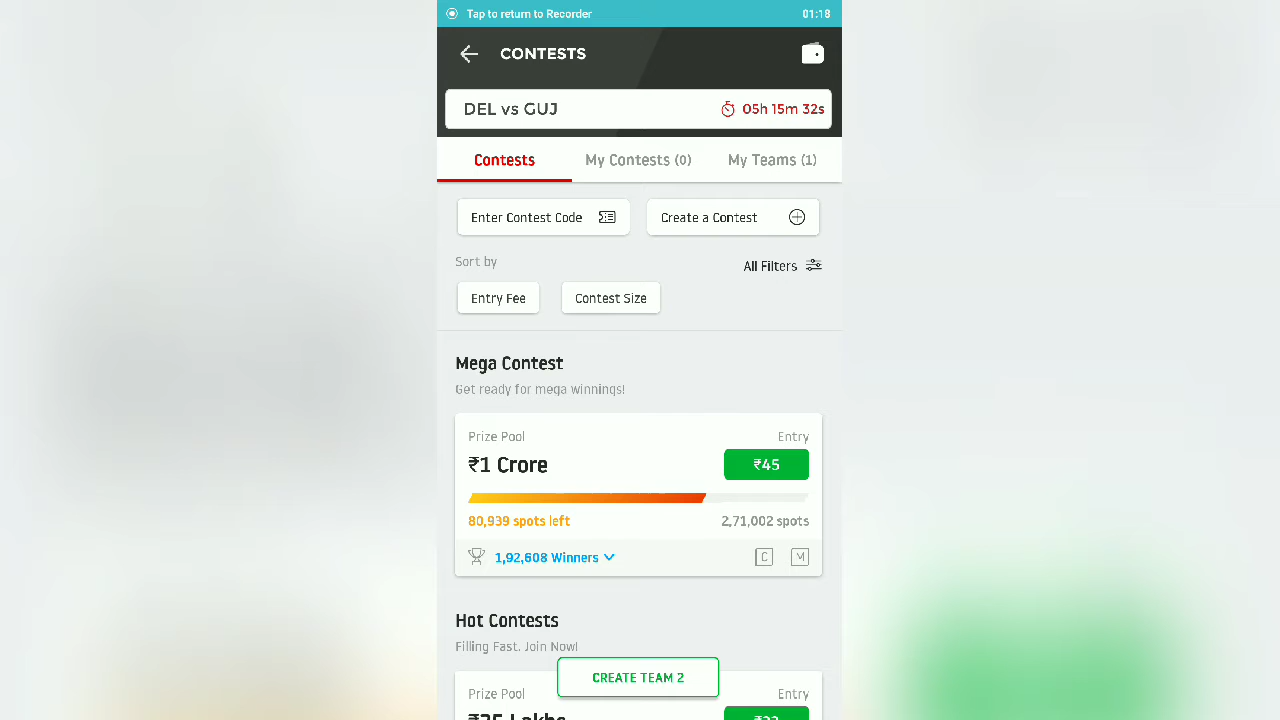 Tap to return to Recorder 01:18
CONTESTS
DEL vs GUJ 05h 15m 32s
Contests My Contests (0) My Teams (1)
Enter Contest Code Create a Contest
Sort by All Filters
Entry Fee Contest Size
Mega Contest
Get ready for mega winnings!
Prize Pool Entry
₹1 Crore ₹45
80,939 spots left 2,71,002 spots
1,92,608 Winners C M
Hot Contests
Filling Fast. Join Now!
CREATE TEAM 2
Prize Pool Entry